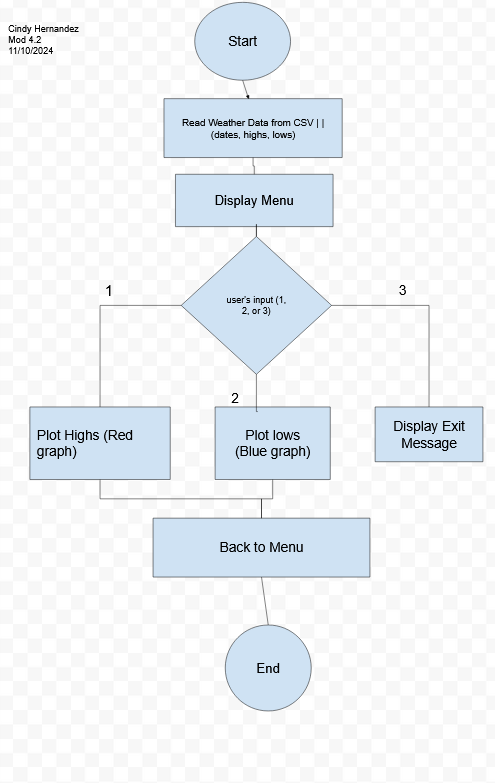 Cindy Hernandez
Mod 4.2
11/10/2024
Start
Read Weather Data from CSV | |
(dates, highs, lows)
Display Menu
user's input (1,
2, or 3)
1
3
2
Plot Highs (Red
graph)
Plot lows
(Blue graph)
Display Exit
Message
Back to Menu
End